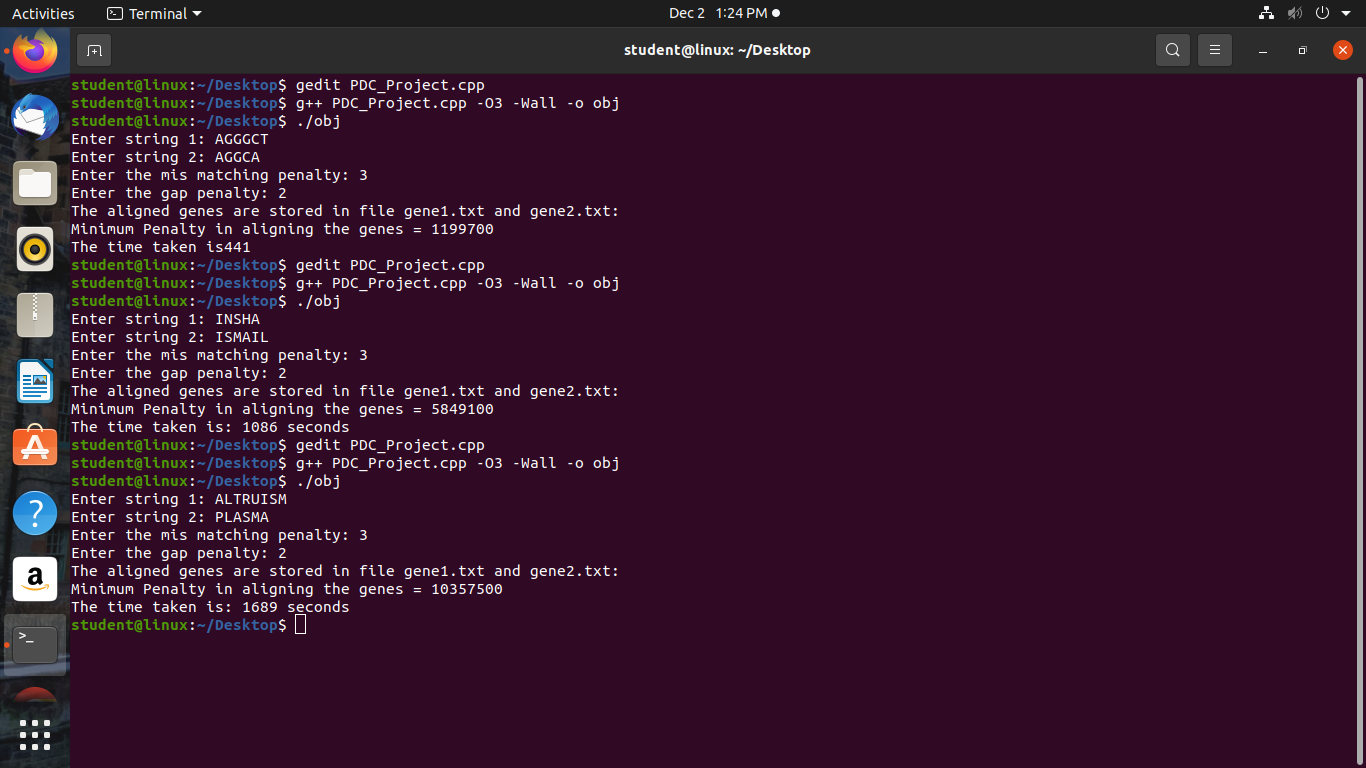 Activities Terminal Dec 2 1:24 PM
student@linux: ~/Desktop
student@linux:~/Desktop$ gedit PDC_Project.cpp
student@linux:~/Desktop$ g++ PDC_Project.cpp -O3 -Wall -o obj
student@linux:~/Desktop$ ./obj
Enter string 1: AGGGCT
Enter string 2: AGGCA
Enter the mis matching penalty: 3
Enter the gap penalty: 2
The aligned genes are stored in file gene1.txt and gene2.txt:
Minimum Penalty in aligning the genes = 1199700
The time taken is441
student@linux:~/Desktop$ gedit PDC_Project.cpp
student@linux:~/Desktop$ g++ PDC_Project.cpp -O3 -Wall -o obj
student@linux:~/Desktop$ ./obj
Enter string 1: INSHA
Enter string 2: ISMAIL
Enter the mis matching penalty: 3
Enter the gap penalty: 2
The aligned genes are stored in file gene1.txt and gene2.txt:
Minimum Penalty in aligning the genes = 5849100
The time taken is: 1086 seconds
student@linux:~/Desktop$ gedit PDC_Project.cpp
student@linux:~/Desktop$ g++ PDC_Project.cpp -O3 -Wall -o obj
student@linux:~/Desktop$ ./obj
Enter string 1: ALTRUISM
Enter string 2: PLASMA
Enter the mis matching penalty: 3
Enter the gap penalty: 2
The aligned genes are stored in file gene1.txt and gene2.txt:
Minimum Penalty in aligning the genes = 10357500
The time taken is: 1689 seconds
student@linux:~/Desktop$